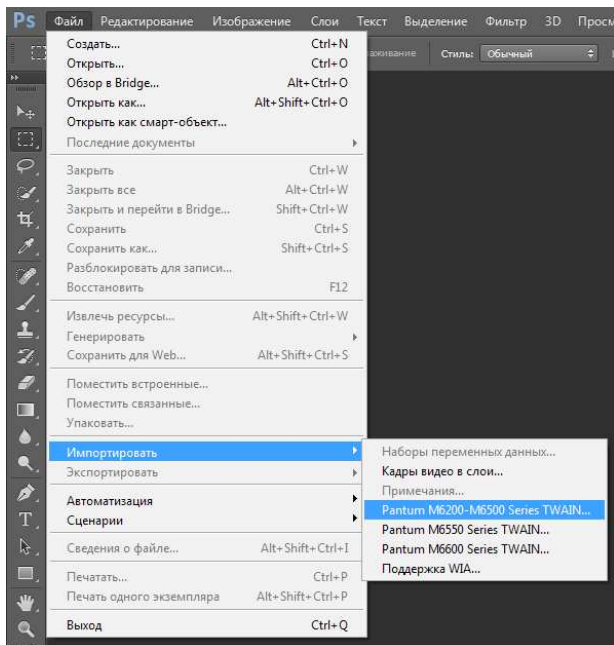 Ps Файл Редактирование Изображение Слои Текст Выделение Фильтр 3D
Стиль: Обычный
Создать... Ctrl+N
Открыть... Ctrl+O
Обзор в Bridge... Alt+Ctrl+O
Открыть как... Alt+Shift+Ctrl+O
Открыть как смарт-объект...
Последние документы
Закрыть Ctrl+W
Закрыть все Alt+Ctrl+W
Закрыть и перейти в Bridge... Shift+Ctrl+W
Сохранить Ctrl+S
Сохранить как... Shift+Ctrl+S
Разблокировать для записи...
Восстановить F12
Извлечь ресурсы... Alt+Shift+Ctrl+W
Генерировать
Сохранить для Web... Alt+Shift+Ctrl+S
Поместить встроенные...
Поместить связанные...
Упаковать...
Импортировать
Экспортировать
Автоматизация
Сценарии
Сведения о файле... Alt+Shift+Ctrl+I
Печатать... Ctrl+P
Печать одного экземпляра Alt+Shift+Ctrl+P
Выход Ctrl+Q
Наборы переменных данных...
Кадры видео в слои...
Примечания...
Pantum M6200-M6500 Series TWAIN...
Pantum M6550 Series TWAIN...
Pantum M6600 Series TWAIN...
Поддержка WIA...